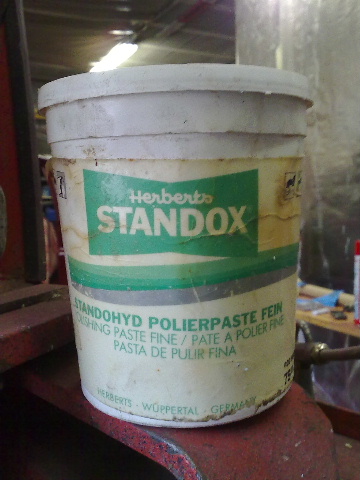 Herberts
STANDOX
STANDOHYD POLIERPASTE FEIN
POLISHING PASTE FINE / PATE A POLIER FINE
PASTA DE PULIR FINA
HERBERTS - WUPPERTAL - GERMANY